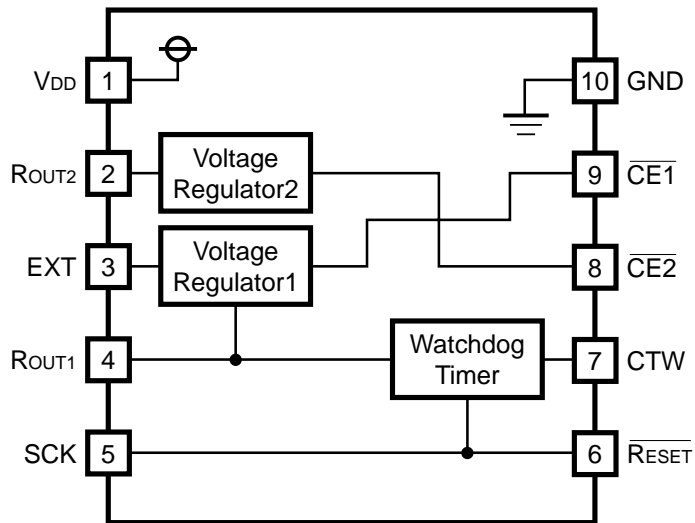 VDD 1
10 GND
ROUT2 2
Voltage
Regulator2
9 CE1
EXT 3
Voltage
Regulator1
8 CE2
ROUT1 4
Watchdog
Timer
7 CTW
SCK 5
6 RESET